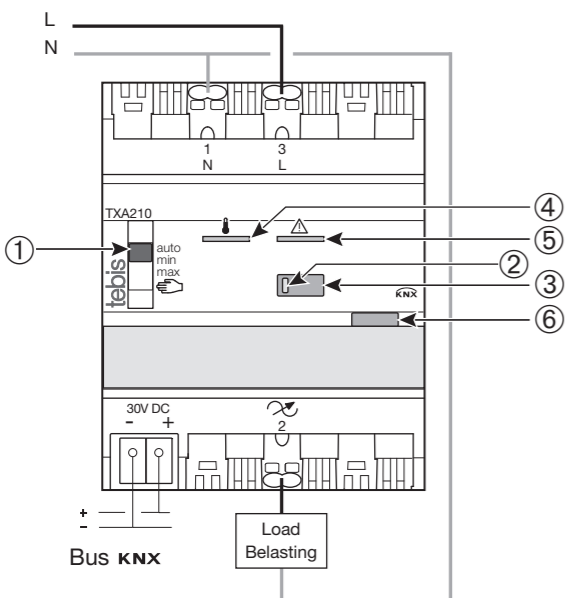 L
N
1
N
3
L
TXA210
④
①
auto
min
max
⑤
②
③
tebis
KNX
⑥
30V DC
- +
2
+
-
Load
Belasting
Bus KNX